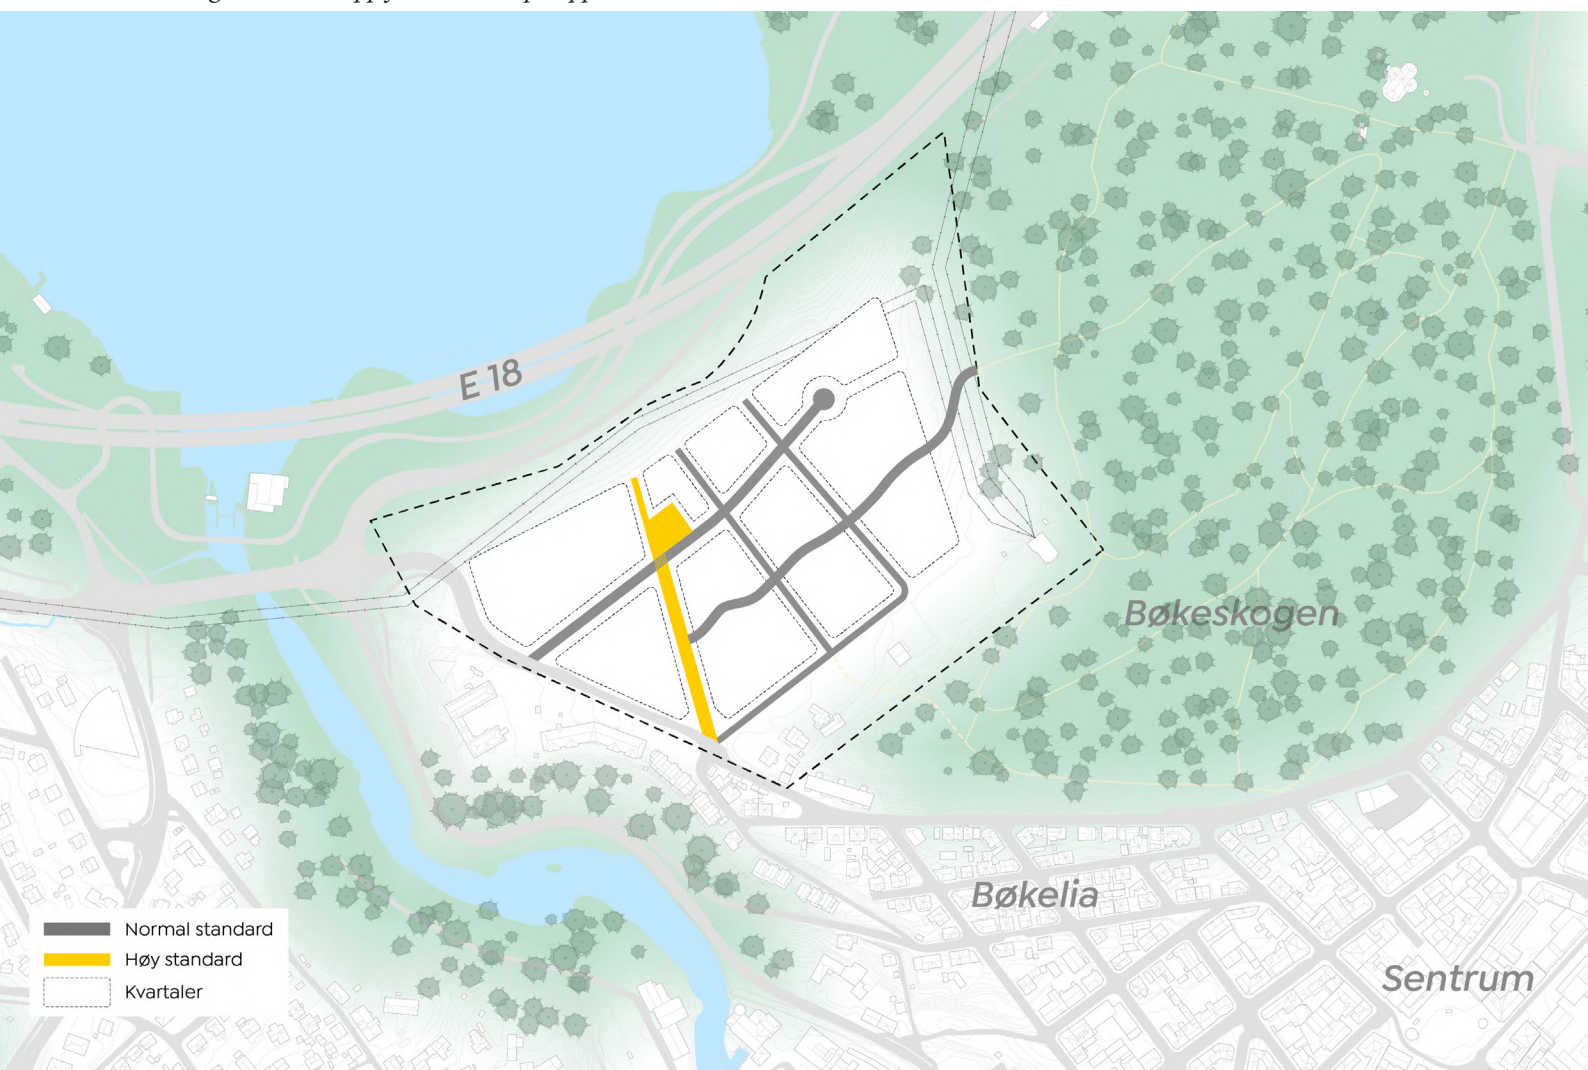 E 18
Bøkeskogen
Bøkelia
Sentrum
Normal standard
Høy standard
Kvartaler